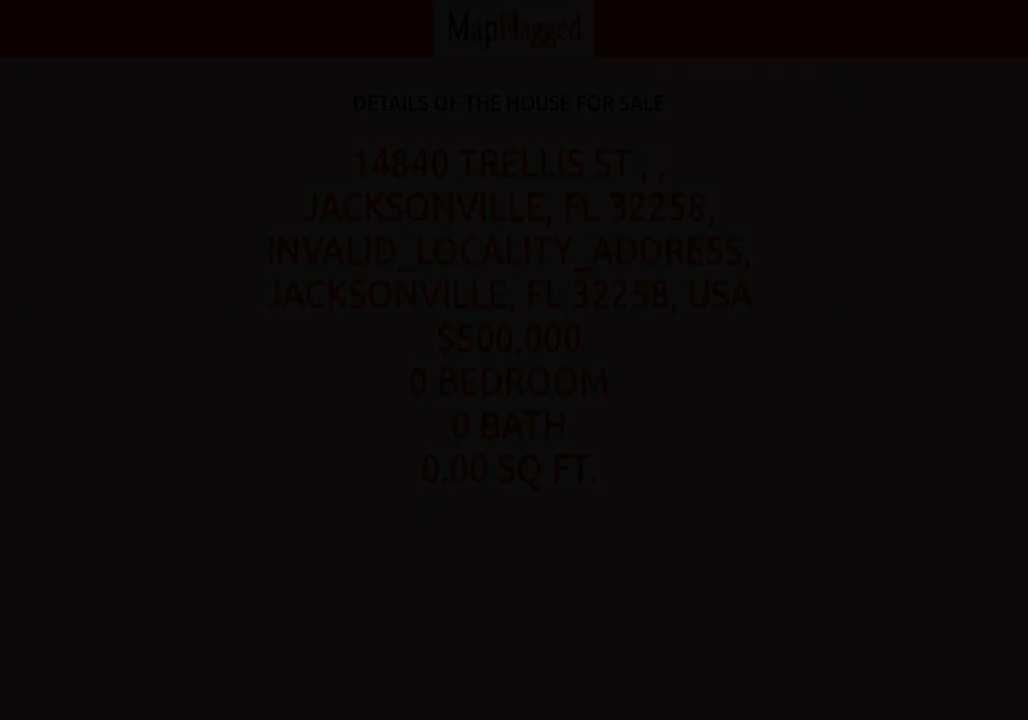 MapFlagged
DETAILS OF THE HOUSE FOR SALE
14840 TRELLIS ST , ,
JACKSONVILLE, FL 32258,
INVALID_LOCALITY_ADDRESS,
JACKSONVILLE, FL 32258, USA
$500,000
0 BEDROOM
0 BATH
0.00 SQ FT.